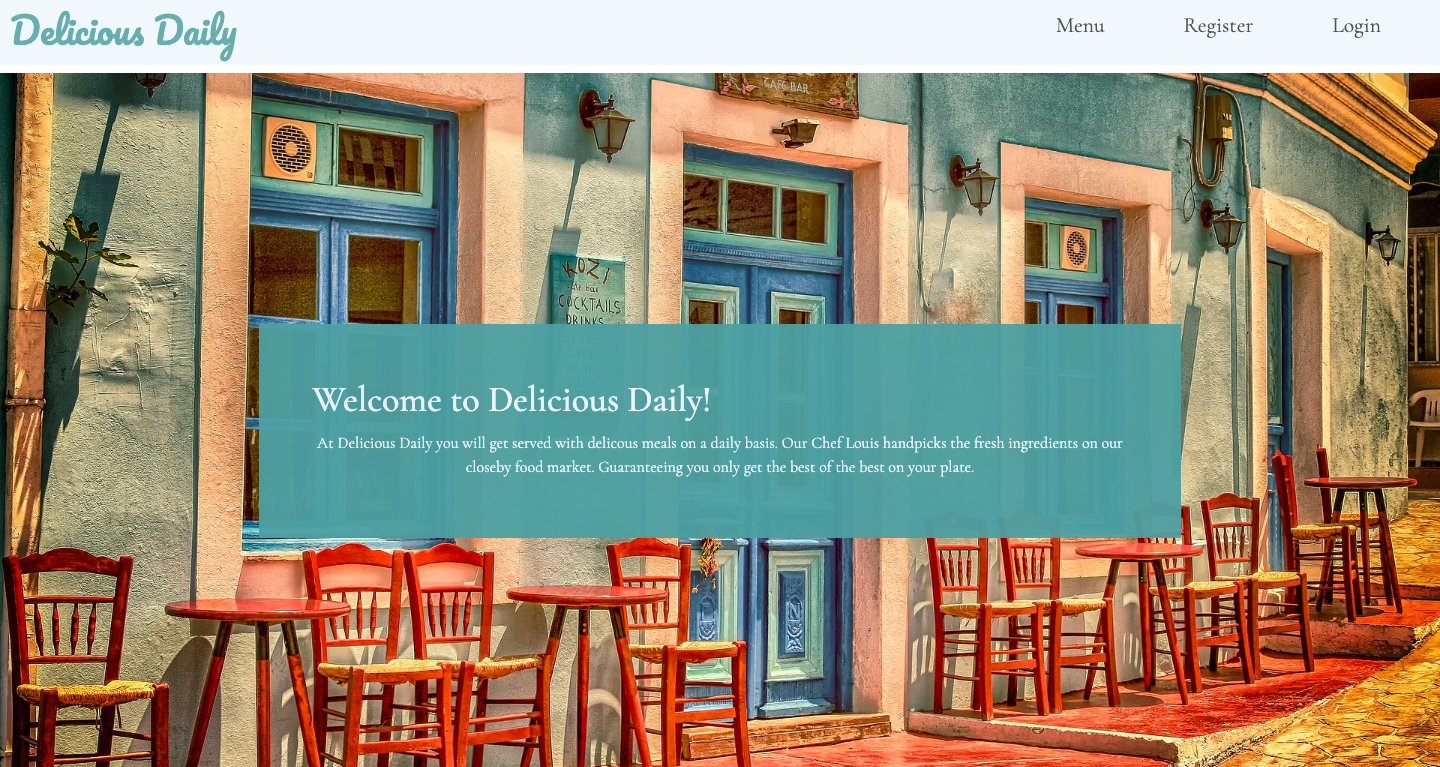 Delicious Daily
Menu
Register
Login
CAFE BAR
KOZI
cafe bar
COCKTAILS
DRINKS
Welcome to Delicious Daily!
At Delicious Daily you will get served with delicous meals on a daily basis. Our Chef Louis handpicks the fresh ingredients on our
closeby food market. Guaranteeing you only get the best of the best on your plate.